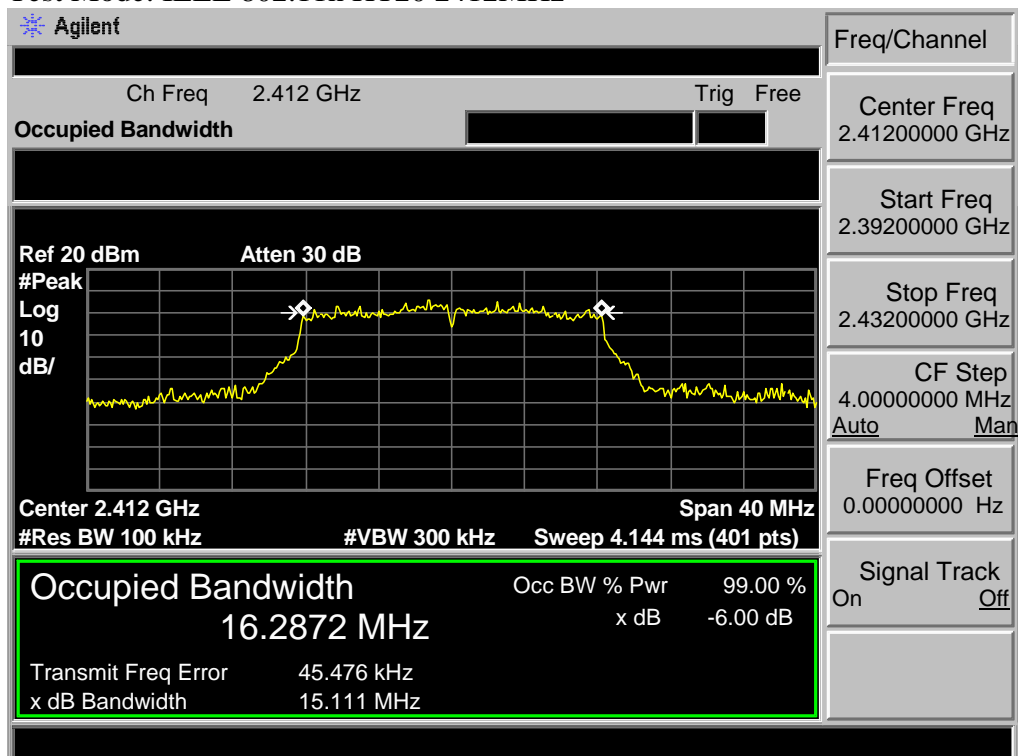 Agilent
Freq/Channel
Ch Freq 2.412 GHz Trig Free
Occupied Bandwidth
Center Freq
2.41200000 GHz
Start Freq
2.39200000 GHz
Ref 20 dBm Atten 30 dB
#Peak
Log
10
dB/
Stop Freq
2.43200000 GHz
CF Step
4.00000000 MHz
Auto Man
Freq Offset
0.00000000 Hz
Center 2.412 GHz Span 40 MHz
#Res BW 100 kHz #VBW 300 kHz Sweep 4.144 ms (401 pts)
Signal Track
On Off
Occupied Bandwidth Occ BW % Pwr 99.00 %
16.2872 MHz x dB -6.00 dB
Transmit Freq Error 45.476 kHz
x dB Bandwidth 15.111 MHz